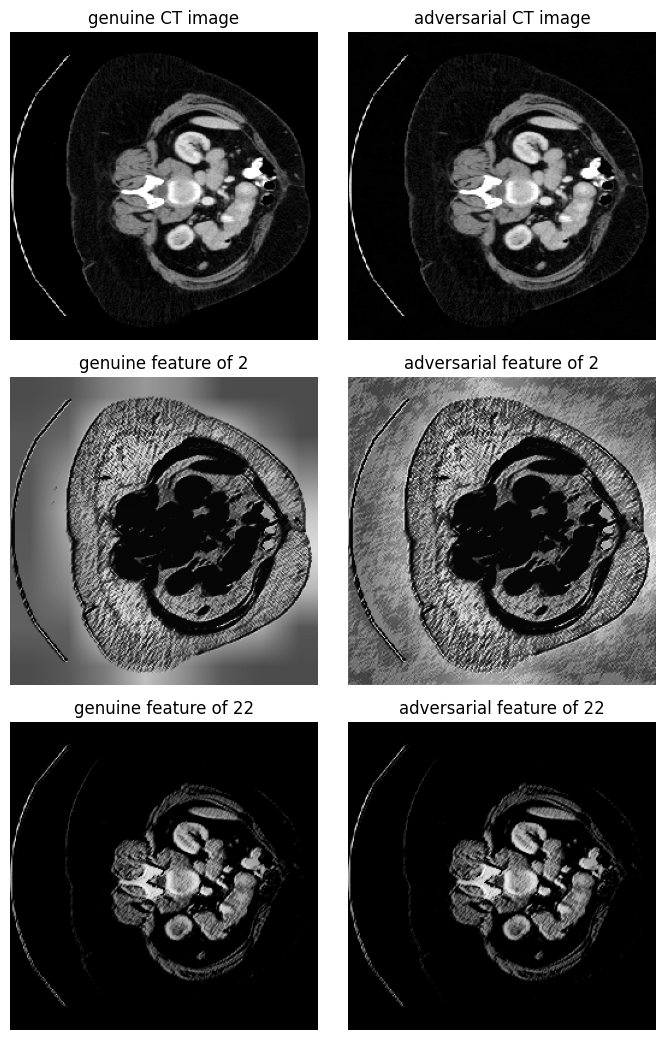 genuine CT image
adversarial CT image
genuine feature of 2
adversarial feature of 2
genuine feature of 22
adversarial feature of 22